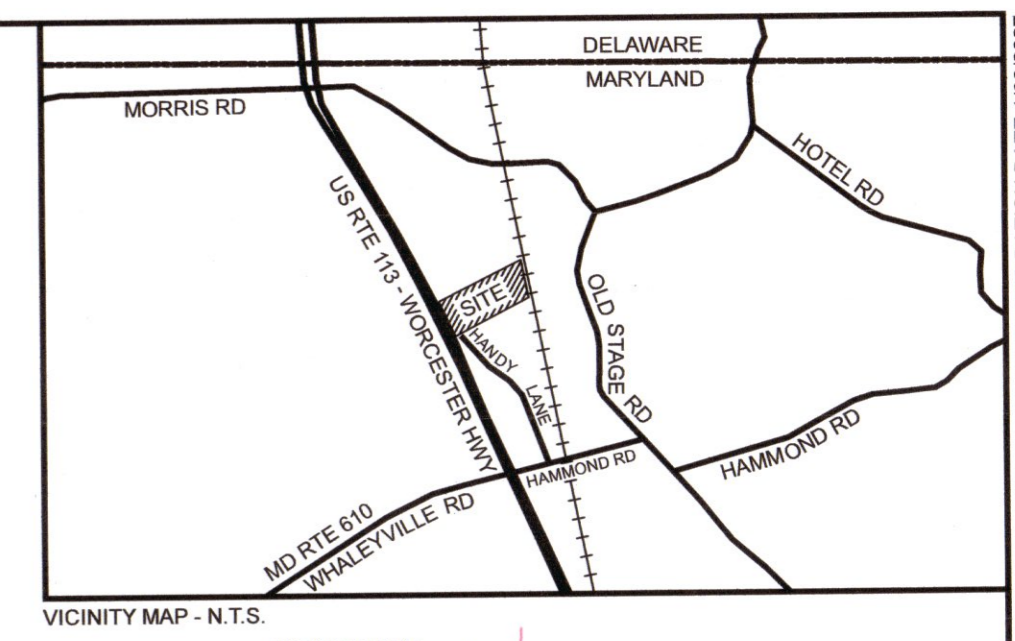 DELAWARE
MARYLAND
MORRIS RD
HOTEL RD
US RTE 113 - WORCESTER HWY
SITE
OLD STAGE RD
HANDY LANE
HAMMOND RD
HAMMOND RD
MD RTE 610
WHALEYVILLE RD
VICINITY MAP - N.T.S.